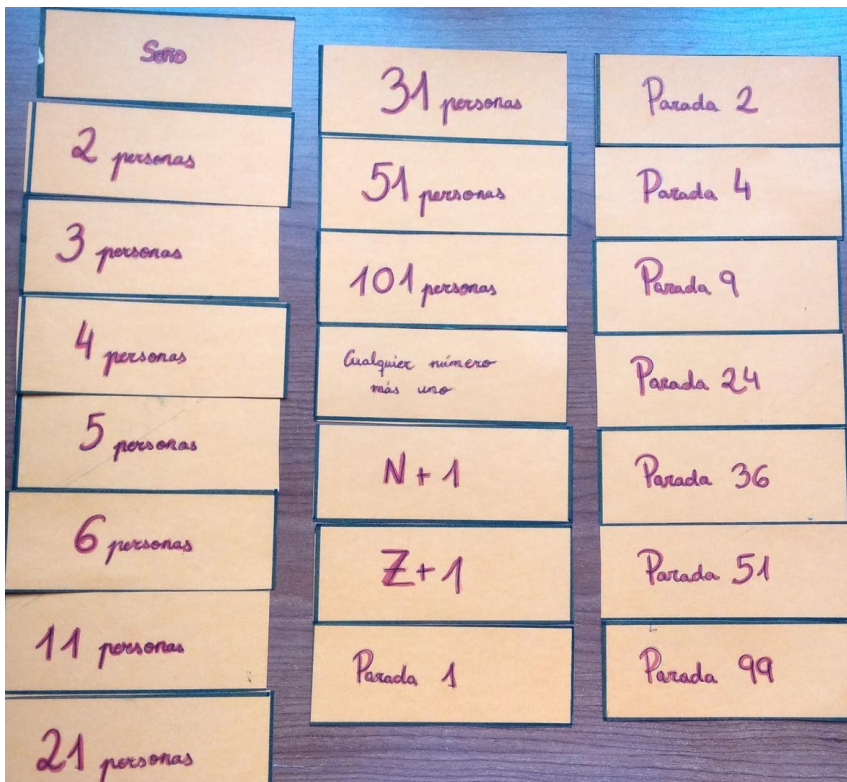 Seño
2 personas
3 personas
4 personas
5 personas
6 personas
11 personas
21 personas
31 personas
51 personas
101 personas
Cualquier número
más uno
N + 1
Z + 1
Parada 1
Parada 2
Parada 4
Parada 9
Parada 24
Parada 36
Parada 51
Parada 99